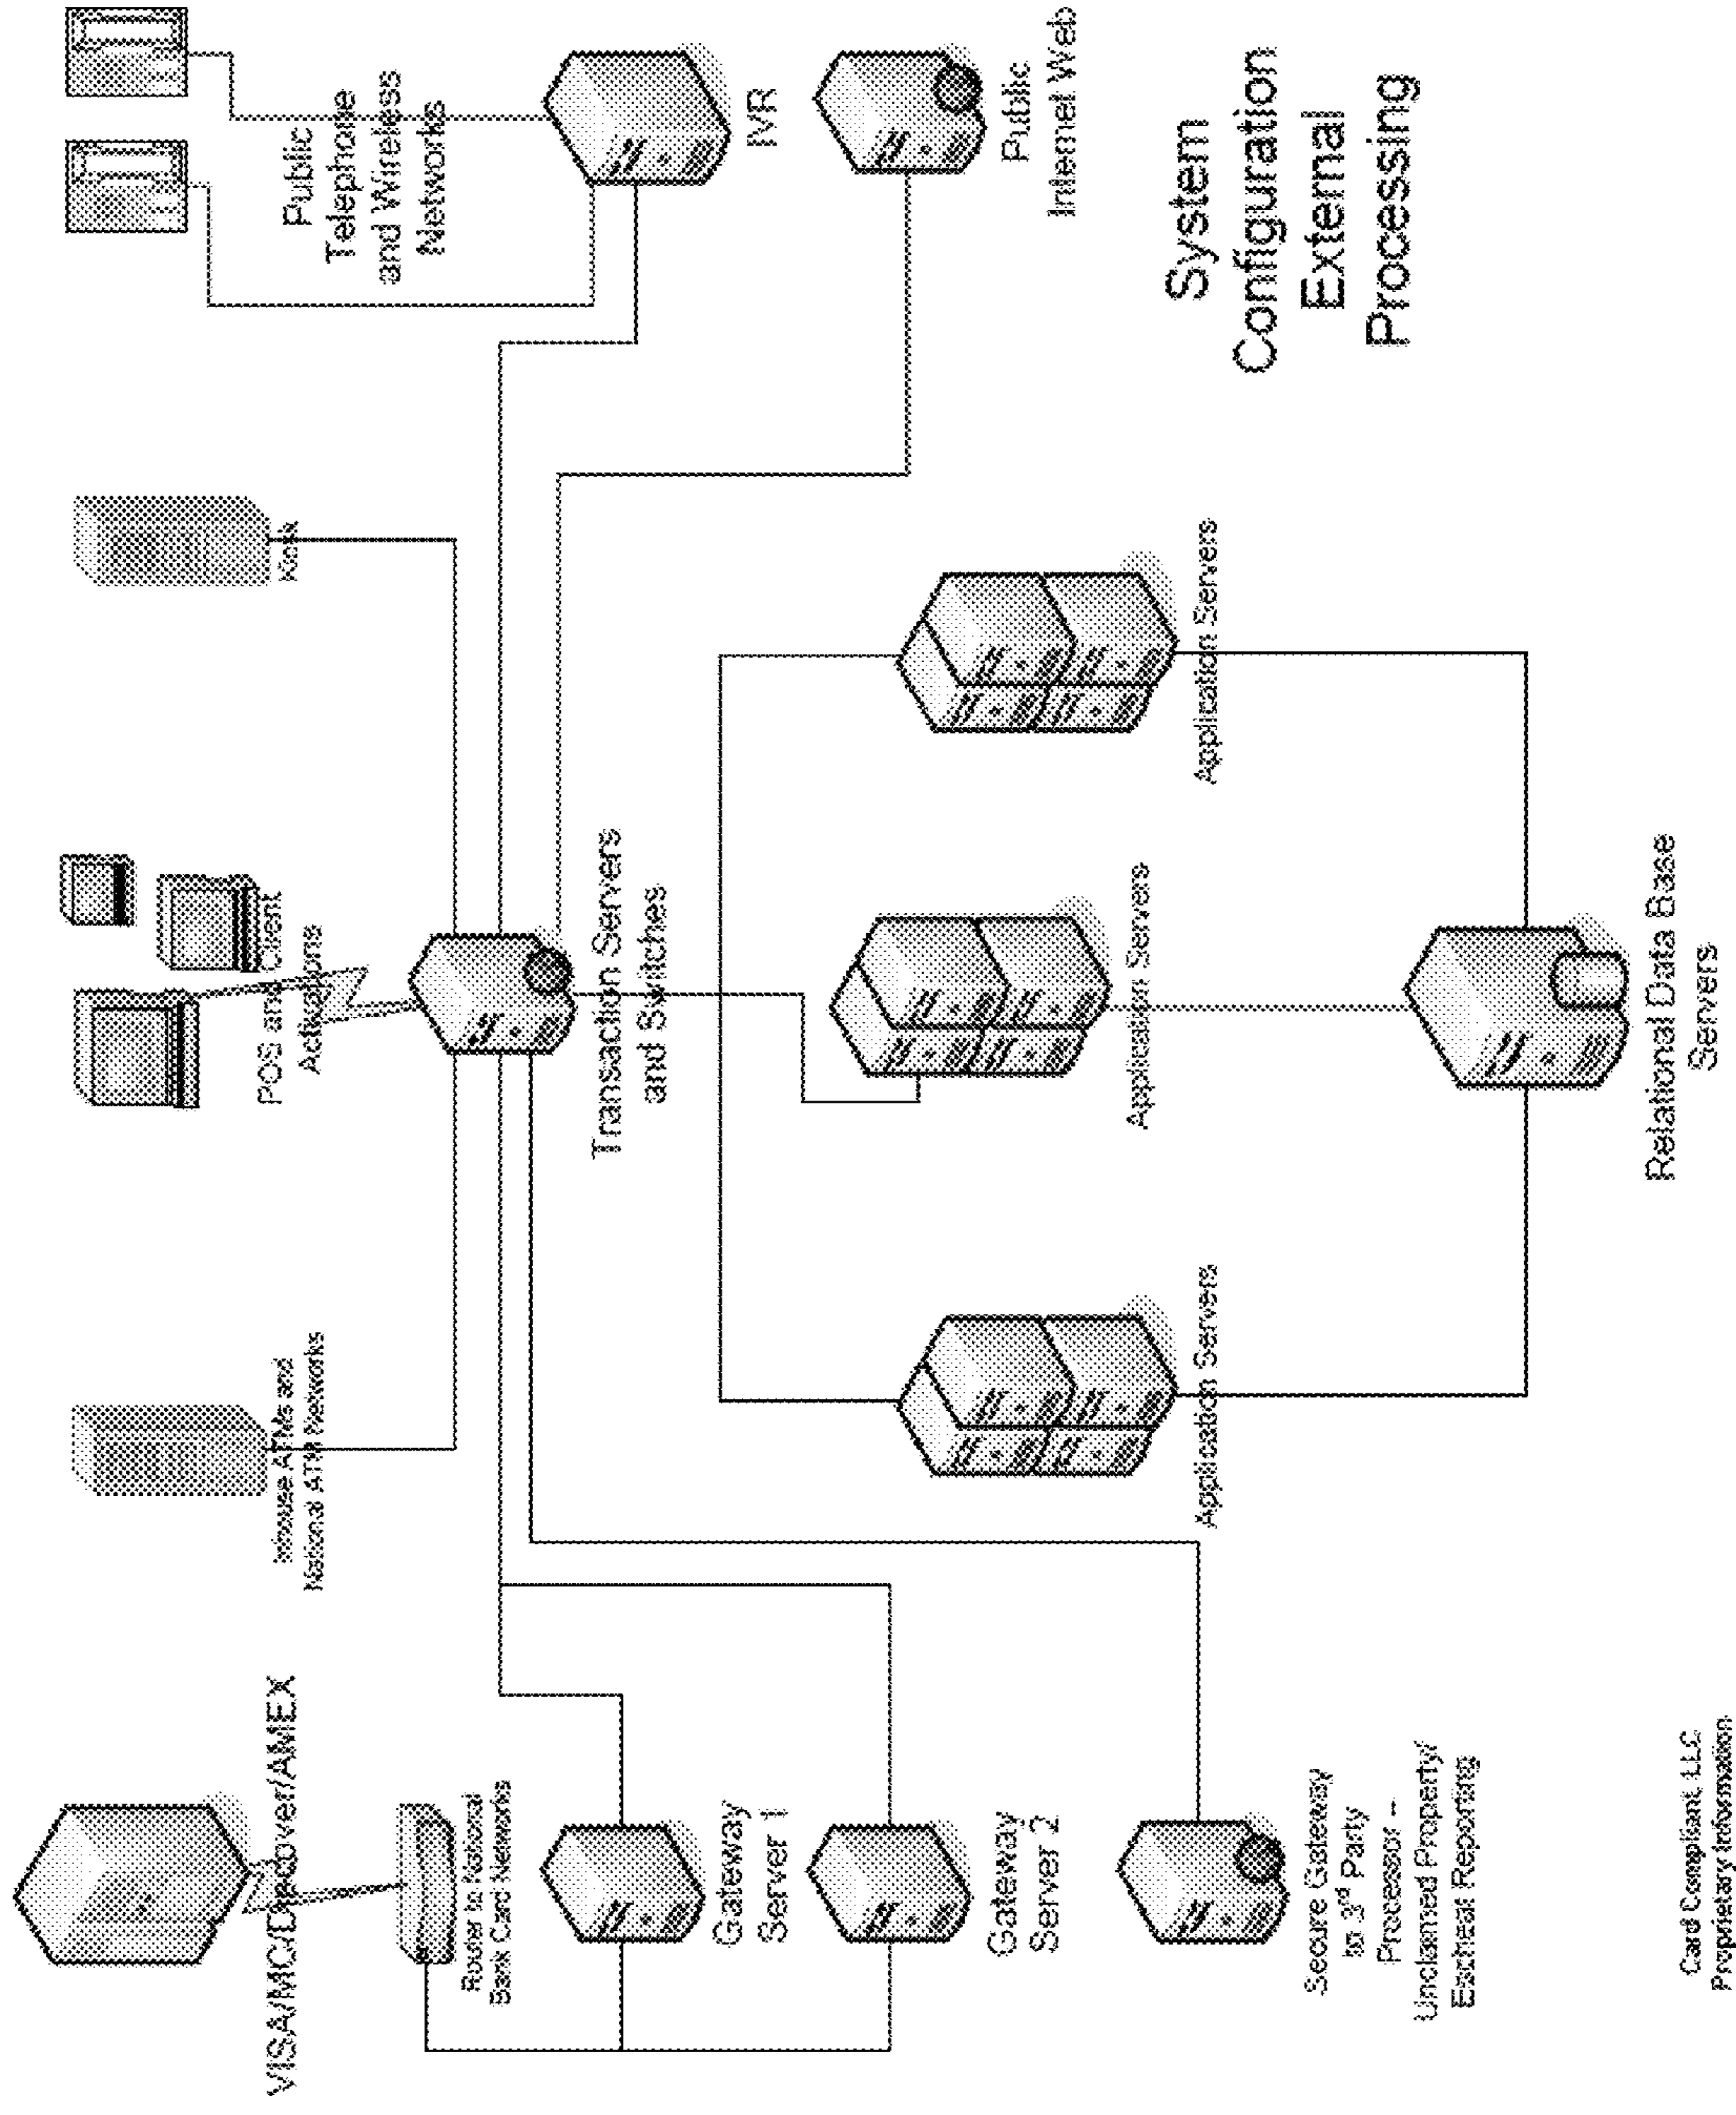 VISA/MC/Discover/AMEX
Router to National
Bank Card Networks
Gateway
Server 1
Gateway
Server 2
Secure Gateway
to 3rd Party
Processor --
Unclaimed Property/
Escheat Reporting
Inhouse ATMs and
National ATM Networks
POS and Client
Activations
Kiosk
Public
Telephone
and Wireless
Networks
IVR
Public
Internet Web
Transaction Servers
and Switches
Application Servers
Application Servers
Application Servers
Relational Data Base
Servers
System
Configuration
External
Processing
Card Compliant, LLC
Proprietary Information